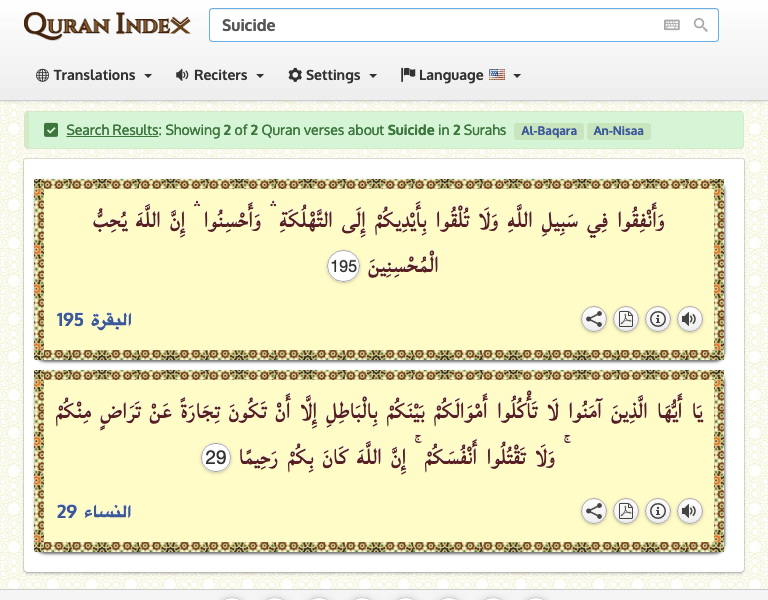 QURAN INDEX
Suicide
Translations Reciters Settings Language
Search Results: Showing 2 of 2 Quran verses about Suicide in 2 Surahs Al-Baqara An-Nisaa
وَأَنْفِقُوا فِي سَبِيلِ اللَّهِ وَلَا تُلْقُوا بِأَيْدِيكُمْ إِلَى التَّهْلُكَةِ ۛ وَأَحْسِنُوا ۛ إِنَّ اللَّهَ يُحِبُّ
الْمُحْسِنِينَ 195
البقرة 195
يَا أَيُّهَا الَّذِينَ آمَنُوا لَا تَأْكُلُوا أَمْوَالَكُمْ بَيْنَكُمْ بِالْبَاطِلِ إِلَّا أَنْ تَكُونَ تِجَارَةً عَنْ تَرَاضٍ مِنْكُمْ
ۚ وَلَا تَقْتُلُوا أَنْفُسَكُمْ ۚ إِنَّ اللَّهَ كَانَ بِكُمْ رَحِيمًا 29
النساء 29